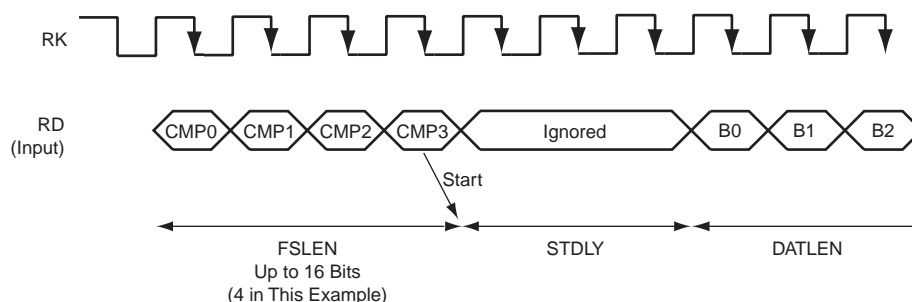 RK
RD
(Input)
CMP0 CMP1 CMP2 CMP3 Ignored B0 B1 B2
Start
FSLEN STDLY DATLEN
Up to 16 Bits
(4 in This Example)